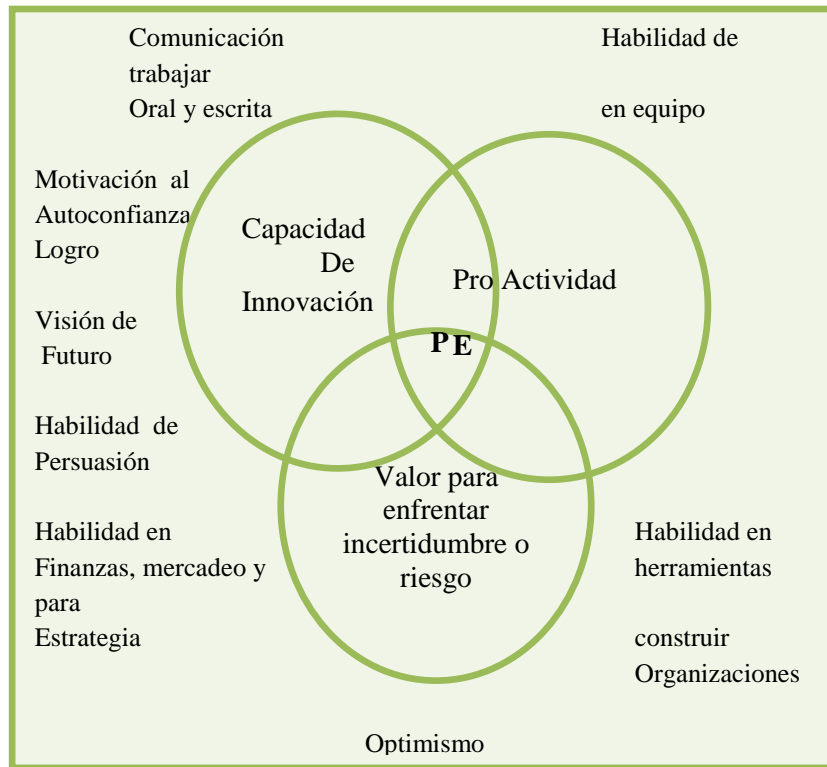 Comunicación
trabajar
Oral y escrita
Habilidad de
en equipo
Motivación al
Autoconfianza
Logro
Visión de
Futuro
Habilidad de
Persuasión
Habilidad en
Finanzas, mercadeo y
para
Estrategia
Capacidad
De
Innovación
Pro Actividad
PE
Valor para
enfrentar
incertidumbre o
riesgo
Habilidad en
herramientas
construir
Organizaciones
Optimismo